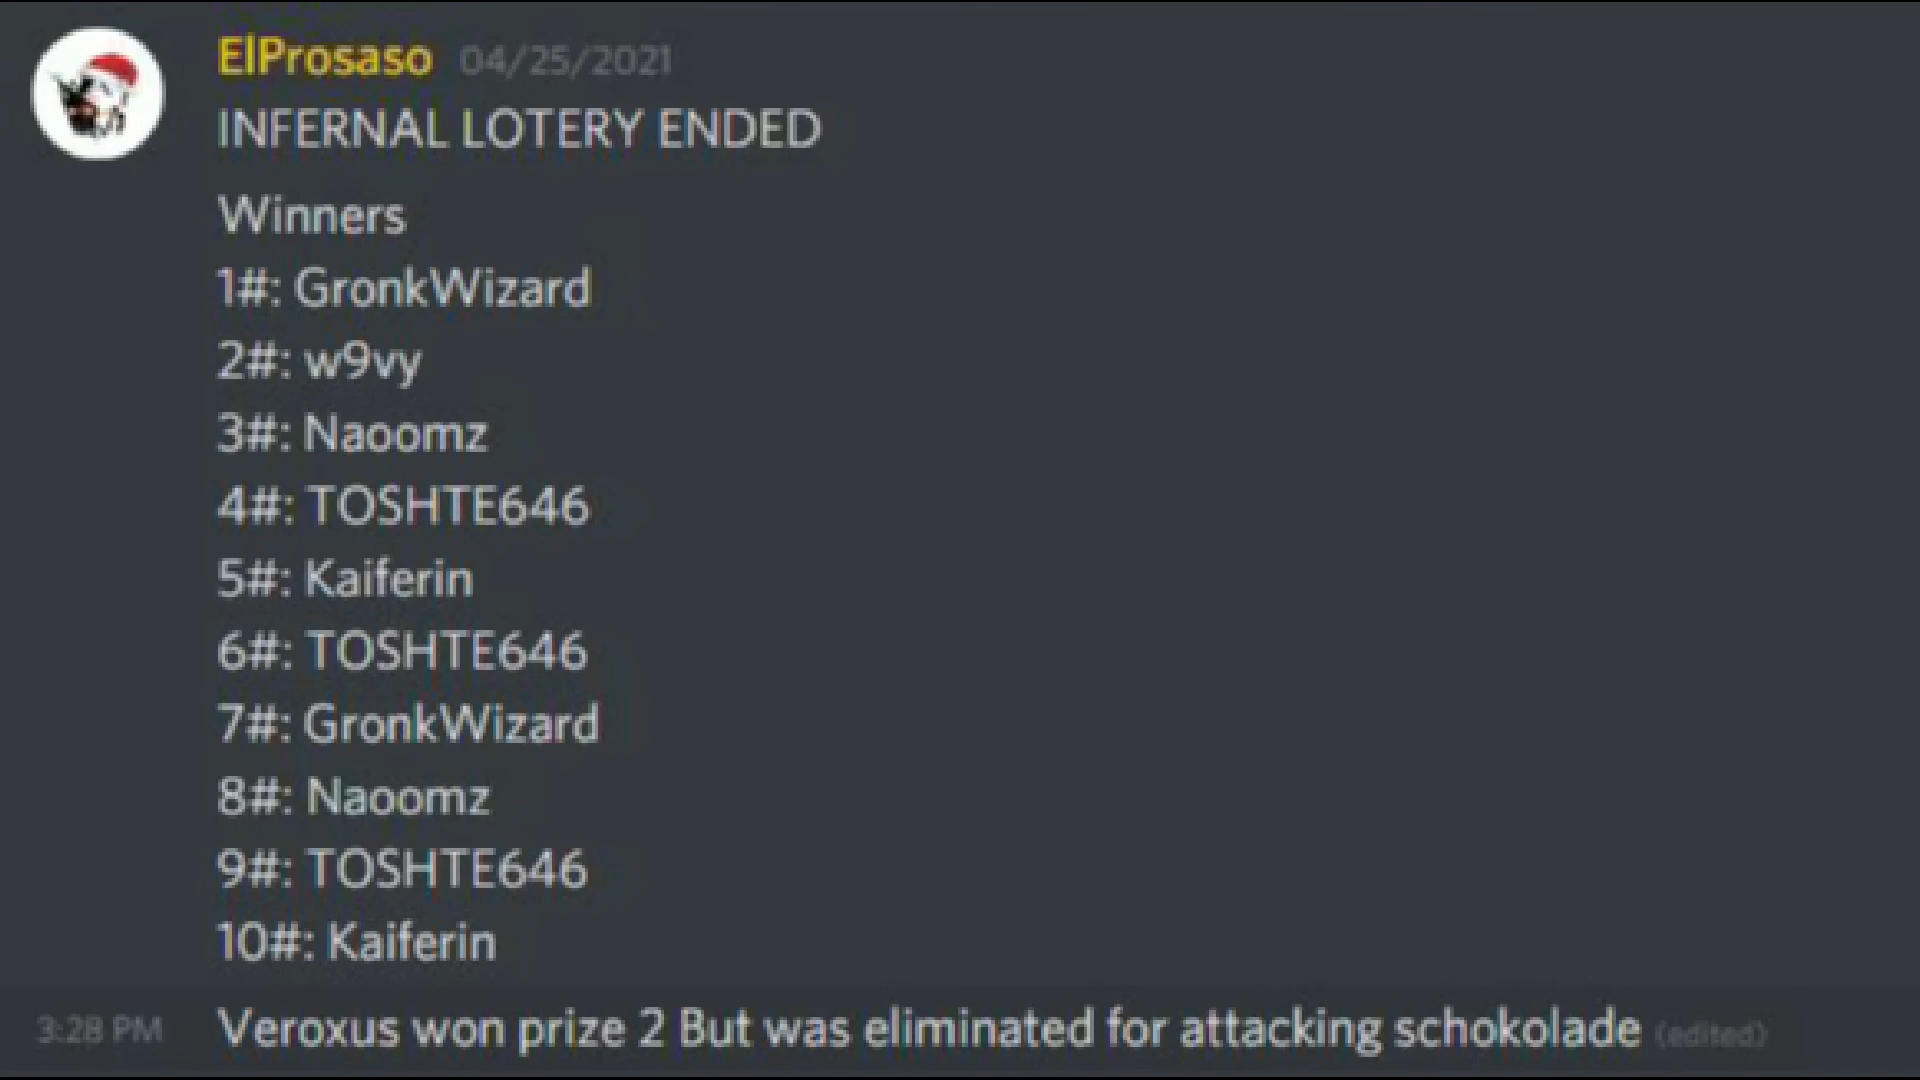 ElProsaso 04/25/2021
INFERNAL LOTERY ENDED
Winners
1#: GronkWizard
2#: w9vy
3#: Naoomz
4#: TOSHTE646
5#: Kaiferin
6#: TOSHTE646
7#: GronkWizard
8#: Naoomz
9#: TOSHTE646
10#: Kaiferin
3:28 PM Veroxus won prize 2 But was eliminated for attacking schokolade (edited)